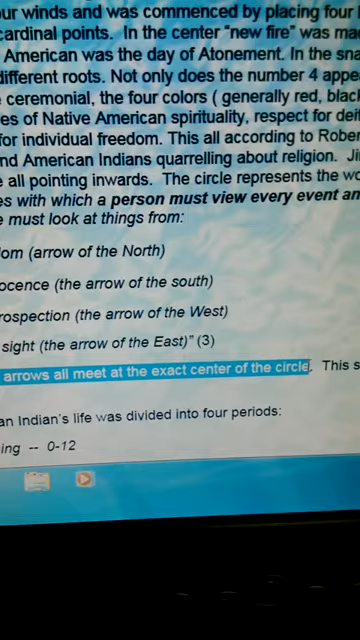 our winds and was commenced by placing four
cardinal points. In the center "new fire" was ma
American was the day of Atonement. In the sna
different roots. Not only does the number 4 appe
ceremonial, the four colors ( generally red, black
es of Native American spirituality, respect for deit
for individual freedom. This all according to Rober
nd American Indians quarrelling about religion. Ji
e all pointing inwards. The circle represents the wo
es with which a person must view every event an
e must look at things from:
om (arrow of the North)
ocence (the arrow of the south)
rospection (the arrow of the West)
sight (the arrow of the East)" (3)
arrows all meet at the exact center of the circle. This s
an Indian's life was divided into four periods:
ing -- 0-12